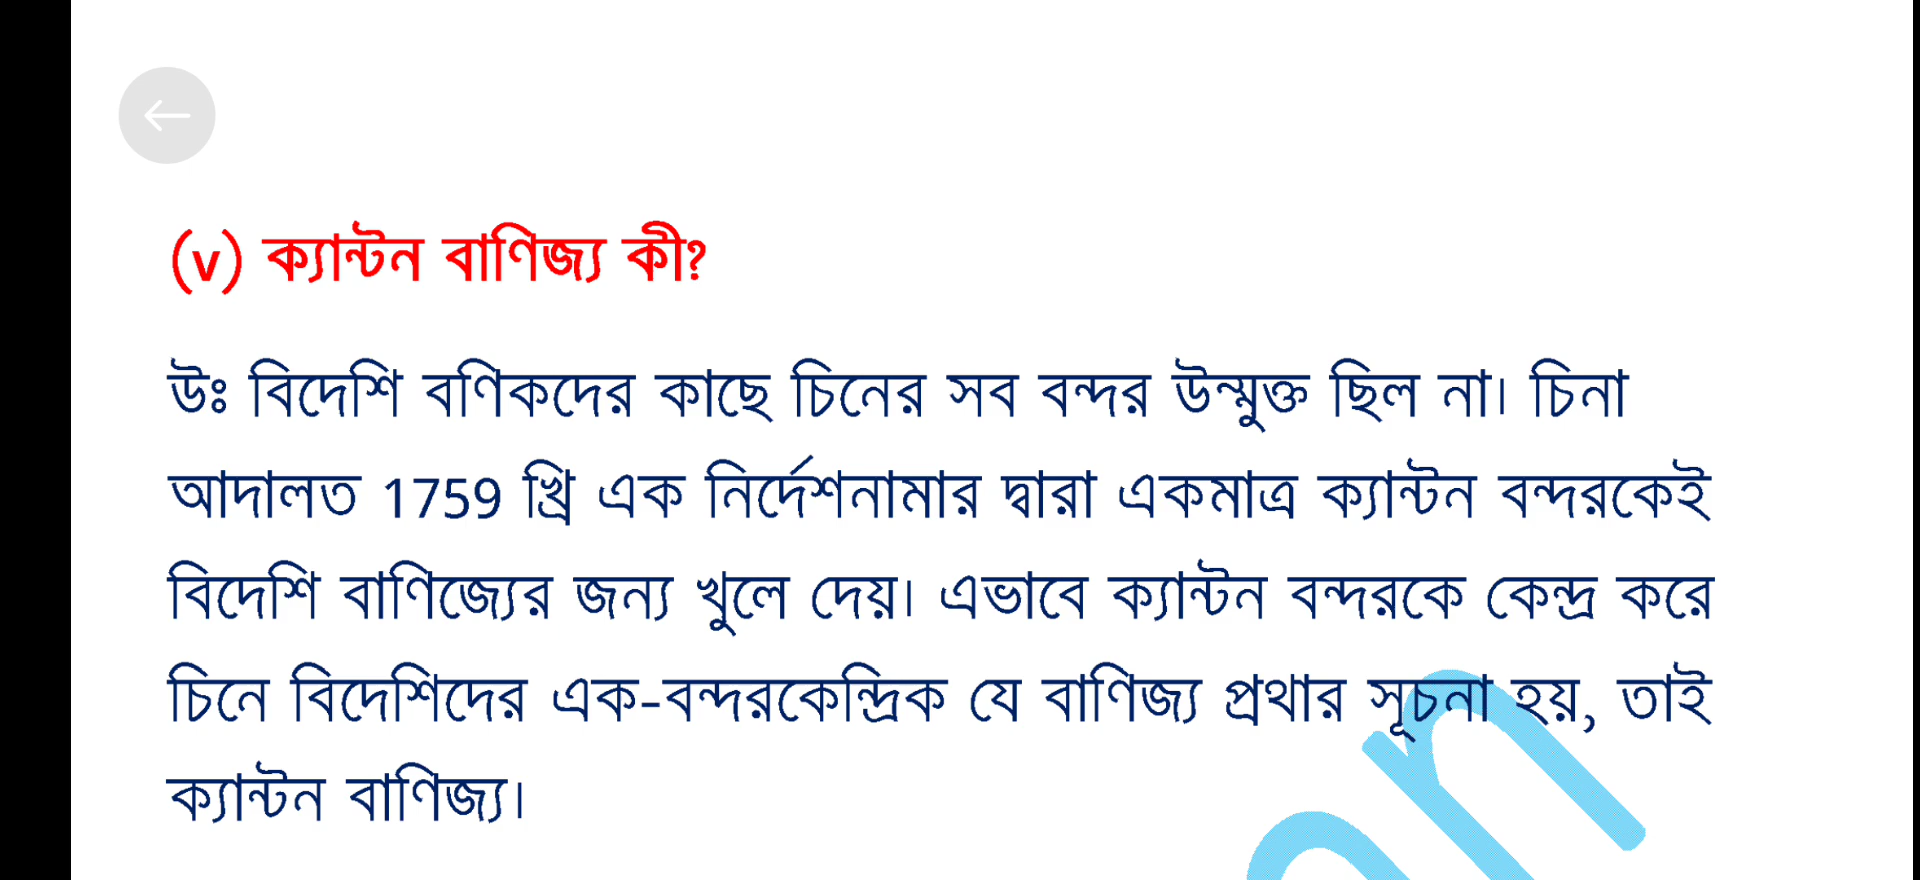 (v) ক্যান্টন বাণিজ্য কী?
উঃ বিদেশি বণিকদের কাছে চিনের সব বন্দর উন্মুক্ত ছিল না। চিনা
আদালত 1759 খ্রি এক নির্দেশনামার দ্বারা একমাত্র ক্যান্টন বন্দরকেই
বিদেশি বাণিজ্যের জন্য খুলে দেয়। এভাবে ক্যান্টন বন্দরকে কেন্দ্র করে
চিনে বিদেশিদের এক-বন্দরকেন্দ্রিক যে বাণিজ্য প্রথার সূচনা হয়, তাই
ক্যান্টন বাণিজ্য।